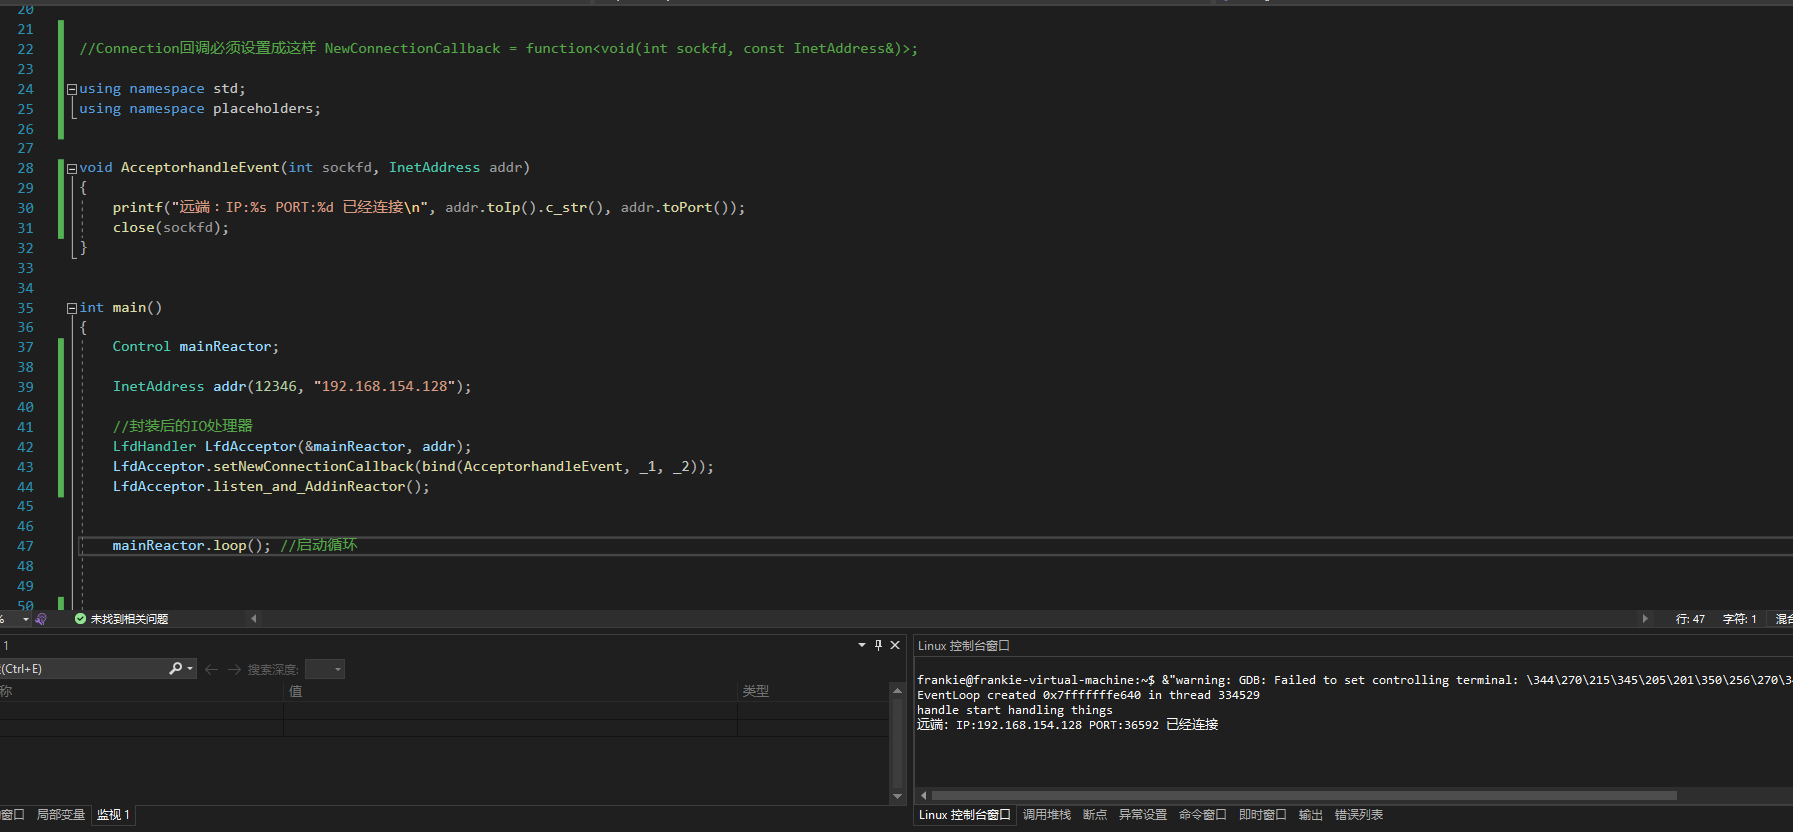 20
21
22 //Connection回调必须设置成这样 NewConnectionCallback = function<void(int sockfd, const InetAddress&)>;
23
24 using namespace std;
25 using namespace placeholders;
26
27
28 void AcceptorhandleEvent(int sockfd, InetAddress addr)
29 {
30 printf("远端：IP:%s PORT:%d 已经连接\n", addr.toIp().c_str(), addr.toPort());
31 close(sockfd);
32 }
33
34
35 int main()
36 {
37 Control mainReactor;
38
39 InetAddress addr(12346, "192.168.154.128");
40
41 //封装后的IO处理器
42 LfdHandler LfdAcceptor(&mainReactor, addr);
43 LfdAcceptor.setNewConnectionCallback(bind(AcceptorhandleEvent, _1, _2));
44 LfdAcceptor.listen_and_AddinReactor();
45
46
47 mainReactor.loop(); //启动循环
48
49
50
% 未找到相关问题 行: 47 字符: 1 混合
1
(Ctrl+E) 搜索深度:
称 值 类型
窗口 局部变量 监视 1
Linux 控制台窗口
frankie@frankie-virtual-machine:~$ &"warning: GDB: Failed to set controlling terminal: \344\270\215\345\205\201\350\256\270\3
EventLoop created 0x7fffffffe640 in thread 334529
handle start handling things
远端：IP:192.168.154.128 PORT:36592 已经连接
Linux 控制台窗口 调用堆栈 断点 异常设置 命令窗口 即时窗口 输出 错误列表